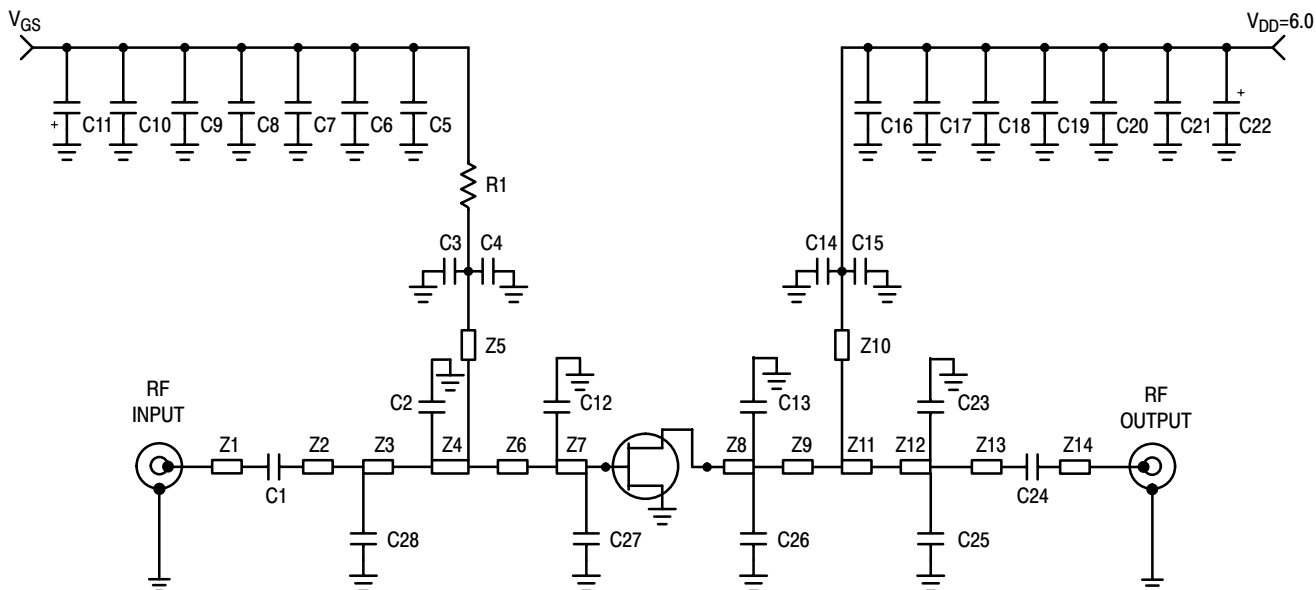 VGS
VDD=6.0
+
C11 C10 C9 C8 C7 C6 C5
C16 C17 C18 C19 C20 C21 C22
+
R1
C3 C4
C14 C15
Z5
Z10
C2
C12
C13
C23
RF
INPUT
RF
OUTPUT
Z1 Z2 Z3 Z4 Z6 Z7 Z8 Z9 Z11 Z12 Z13 Z14
C1
C24
C28
C27
C26
C25